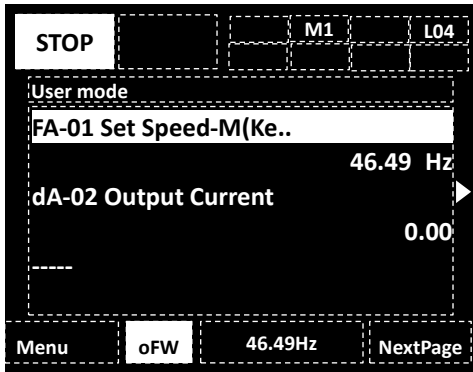 STOP M1 L04
User mode
FA-01 Set Speed-M(Ke..
46.49 Hz
dA-02 Output Current
0.00
-----
Menu oFW 46.49Hz NextPage